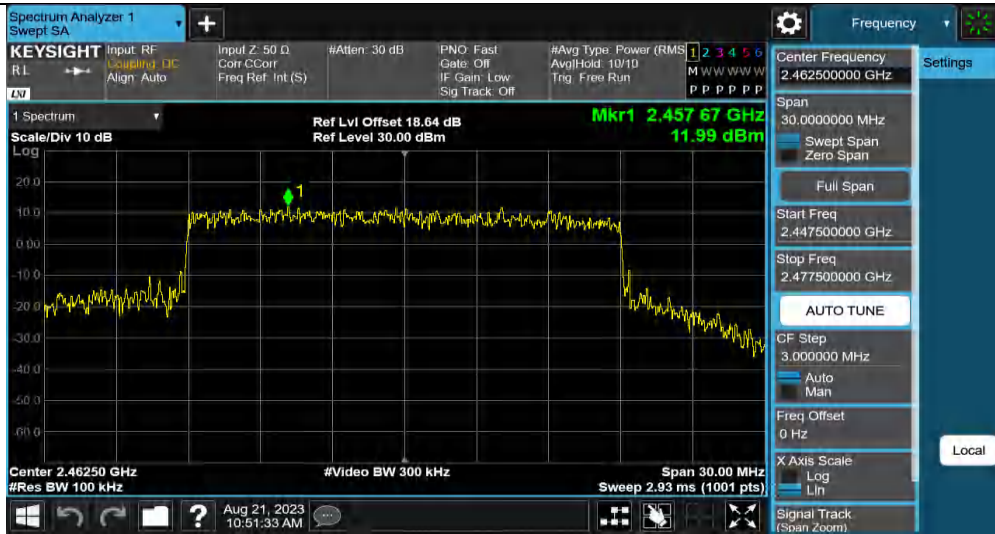 Spectrum Analyzer 1
Swept SA
+
Frequency
KEYSIGHT
RL
LXI
Input: RF
Coupling: DC
Align: Auto
Input Z: 50 Ω
Corr CCorr
Freq Ref: Int (S)
#Atten: 30 dB
PNO: Fast
Gate: Off
IF Gain: Low
Sig Track: Off
#Avg Type: Power (RMS
Avg|Hold: 10/10
Trig: Free Run
1 2 3 4 5 6
M W W W W W
P P P P P P
1 Spectrum
Scale/Div 10 dB
Log
Ref Lvl Offset 18.64 dB
Ref Level 30.00 dBm
Mkr1 2.457 67 GHz
11.99 dBm
1
20.0
10.0
0.00
-10.0
-20.0
-30.0
-40.0
-50.0
-60.0
Center 2.46250 GHz
#Res BW 100 kHz
#Video BW 300 kHz
Span 30.00 MHz
Sweep 2.93 ms (1001 pts)
Center Frequency
2.462500000 GHz
Span
30.0000000 MHz
Swept Span
Zero Span
Full Span
Start Freq
2.447500000 GHz
Stop Freq
2.477500000 GHz
AUTO TUNE
CF Step
3.000000 MHz
Auto
Man
Freq Offset
0 Hz
X Axis Scale
Log
Lin
Signal Track
(Span Zoom)
Settings
Local
?
Aug 21, 2023
10:51:33 AM